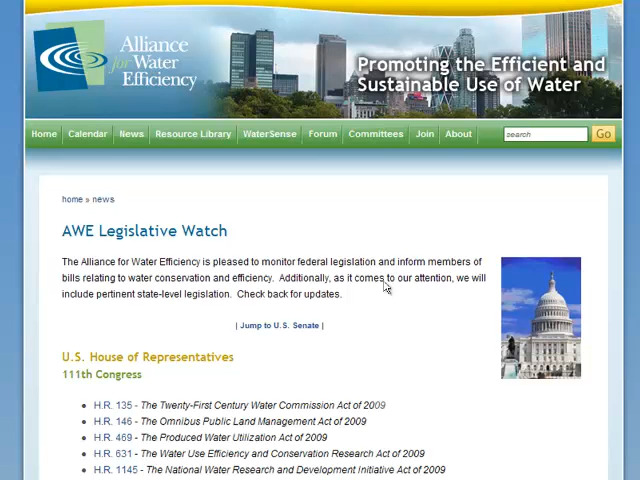 Alliance
for Water
Efficiency
Promoting the Efficient and
Sustainable Use of Water
Home Calendar News Resource Library WaterSense Forum Committees Join About search Go
home » news
AWE Legislative Watch
The Alliance for Water Efficiency is pleased to monitor federal legislation and inform members of
bills relating to water conservation and efficiency. Additionally, as it comes to our attention, we will
include pertinent state-level legislation. Check back for updates.
| Jump to U.S. Senate |
U.S. House of Representatives
111th Congress
• H.R. 135 - The Twenty-First Century Water Commission Act of 2009
• H.R. 146 - The Omnibus Public Land Management Act of 2009
• H.R. 469 - The Produced Water Utilization Act of 2009
• H.R. 631 - The Water Use Efficiency and Conservation Research Act of 2009
• H.R. 1145 - The National Water Research and Development Initiative Act of 2009